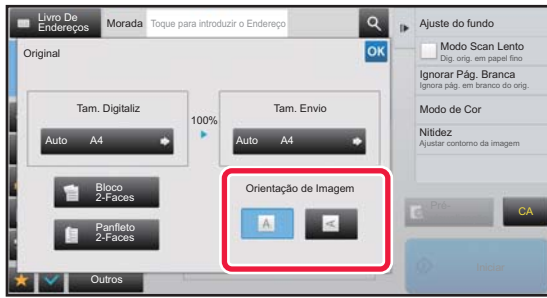 Livro De
Endereços
Morada
Toque para introduzir o Endereço
Original
OK
Tam. Digitaliz
Auto A4
100%
Tam. Envio
Auto A4
Bloco
2-Faces
Panfleto
2-Faces
Orientação de Imagem
A
A
Outros
Ajuste do fundo
Modo Scan Lento
Dig. orig. em papel fino
Ignorar Pág. Branca
Ignora pág. em branco do orig.
Modo de Cor
Nitidez
Ajustar contorno da imagem
Pré-
CA
Iniciar